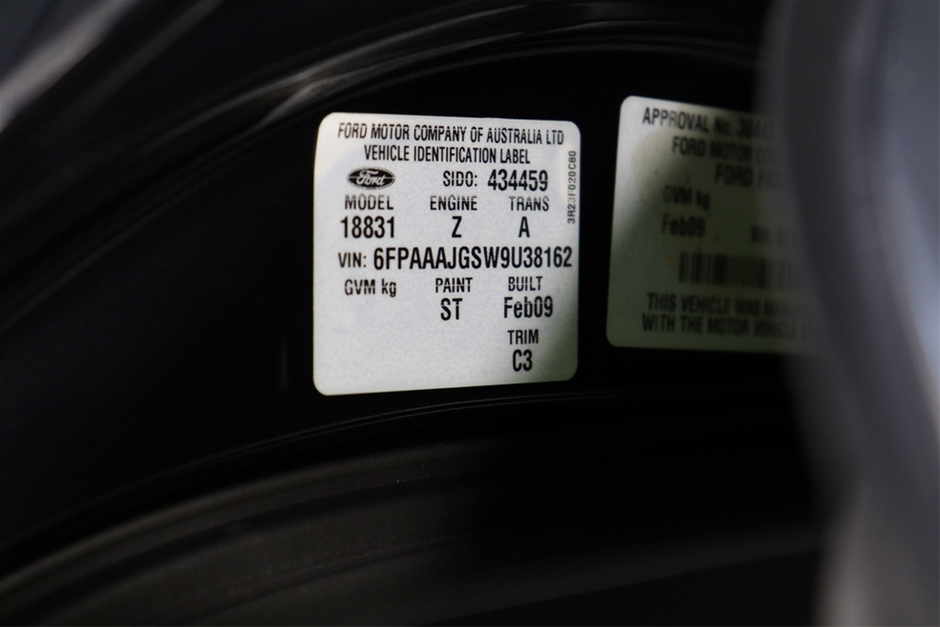 FORD MOTOR COMPANY OF AUSTRALIA LTD
VEHICLE IDENTIFICATION LABEL
Ford SIDO: 434459
MODEL ENGINE TRANS
18831 Z A
VIN: 6FPAAAJGSW9U38162
GVM kg PAINT BUILT
ST Feb09
TRIM
C3
3R23F020C80
APPROVAL No.
FORD MOTOR
FORD
GVM kg
Feb09
THIS VEHICLE WAS
WITH THE MOTOR VEHICLE